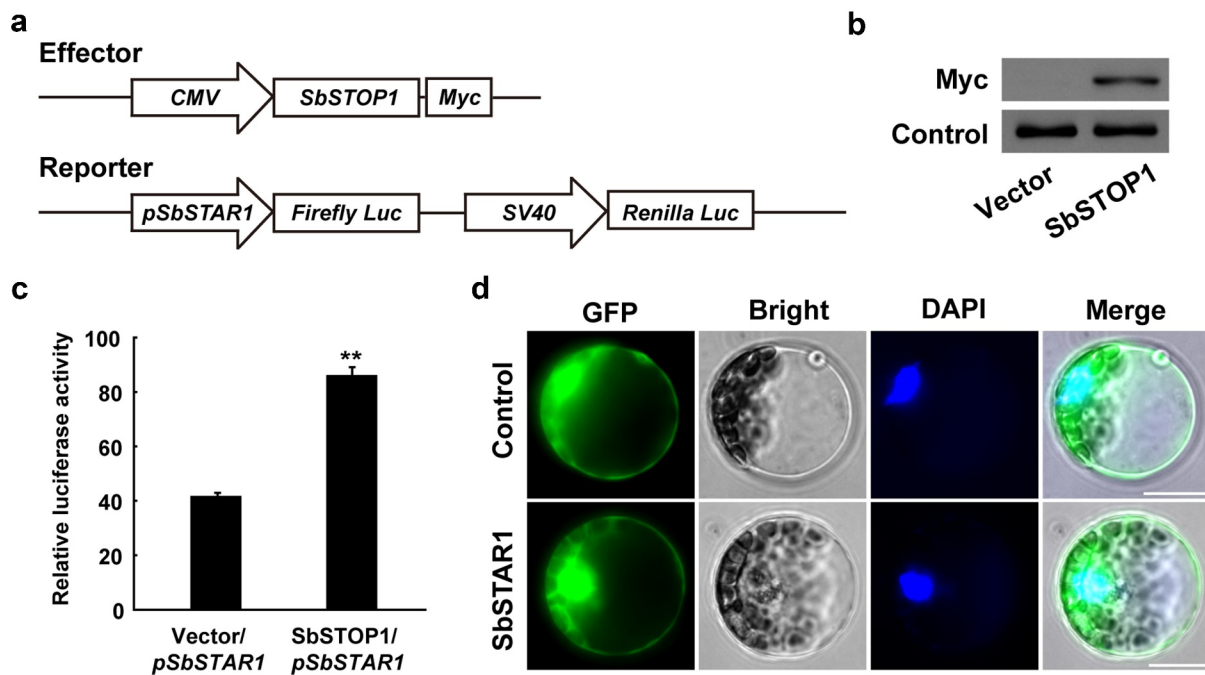 a
Effector
CMV SbSTOP1 Myc
Reporter
pSbSTAR1 Firefly Luc SV40 Renilla Luc
b
Myc
Control
Vector
SbSTOP1
c
Relative luciferase activity
100
80
60
40
20
0
**
Vector/
pSbSTAR1
SbSTOP1/
pSbSTAR1
d
GFP Bright DAPI Merge
Control
SbSTAR1